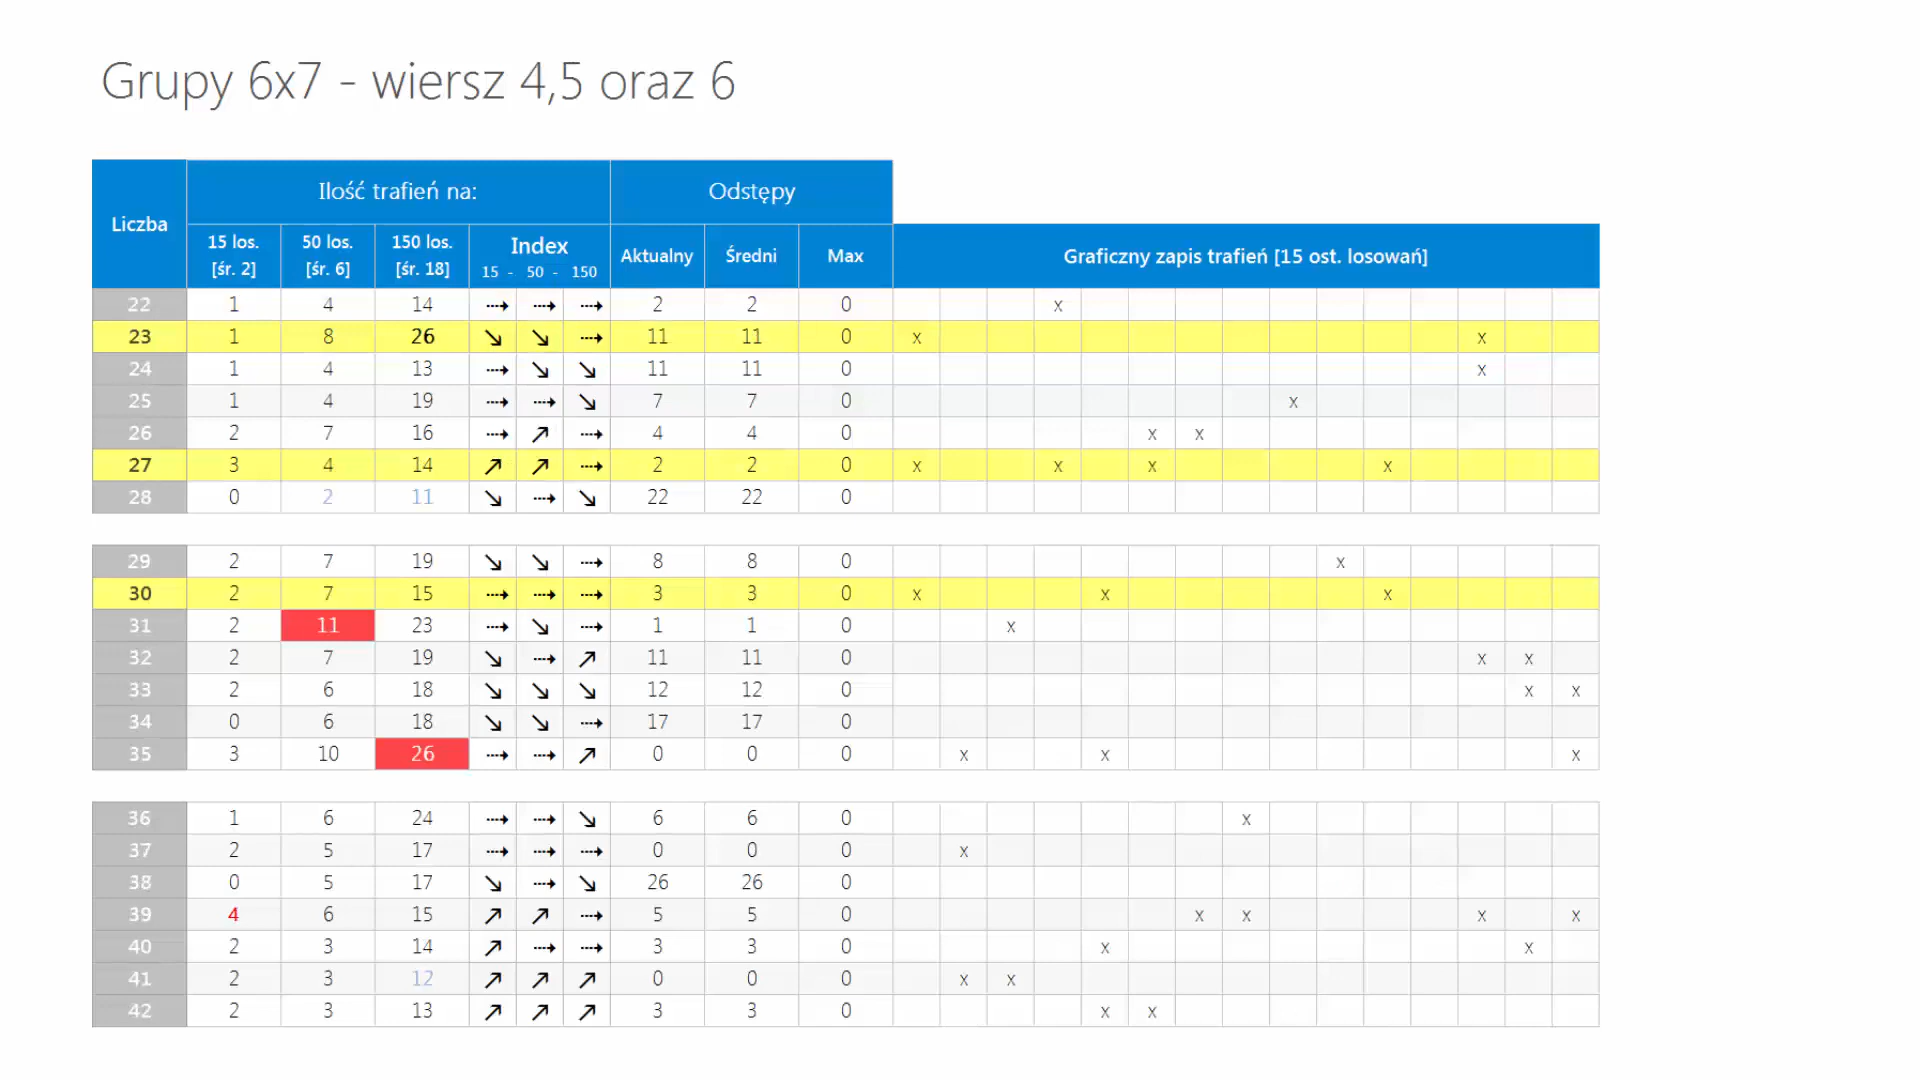 Grupy 6x7 - wiersz 4,5 oraz 6
Liczba Ilość trafień na: Odstępy
15 los. [śr. 2] 50 los. [śr. 6] 150 los. [śr. 18] Index 15 - 50 - 150 Aktualny Średni Max Graficzny zapis trafień [15 ost. losowań]
22 1 4 14 ⇢ ⇢ ⇢ 2 2 0 x
23 1 8 26 ↘ ↘ ⇢ 11 11 0 x x
24 1 4 13 ⇢ ↘ ↘ 11 11 0 x
25 1 4 19 ⇢ ⇢ ↘ 7 7 0 x
26 2 7 16 ⇢ ↗ ⇢ 4 4 0 x x
27 3 4 14 ↗ ↗ ⇢ 2 2 0 x x x x
28 0 2 11 ↘ ⇢ ↘ 22 22 0
29 2 7 19 ↘ ↘ ⇢ 8 8 0 x
30 2 7 15 ⇢ ⇢ ⇢ 3 3 0 x x x
31 2 11 23 ⇢ ↘ ⇢ 1 1 0 x
32 2 7 19 ↘ ⇢ ↗ 11 11 0 x x
33 2 6 18 ↘ ↘ ↘ 12 12 0 x x
34 0 6 18 ↘ ↘ ⇢ 17 17 0
35 3 10 26 ⇢ ⇢ ↗ 0 0 0 x x x
36 1 6 24 ⇢ ⇢ ↘ 6 6 0 x
37 2 5 17 ⇢ ⇢ ⇢ 0 0 0 x
38 0 5 17 ↘ ⇢ ↘ 26 26 0
39 4 6 15 ↗ ↗ ⇢ 5 5 0 x x x x
40 2 3 14 ↗ ⇢ ⇢ 3 3 0 x x
41 2 3 12 ↗ ↗ ↗ 0 0 0 x x
42 2 3 13 ↗ ↗ ↗ 3 3 0 x x